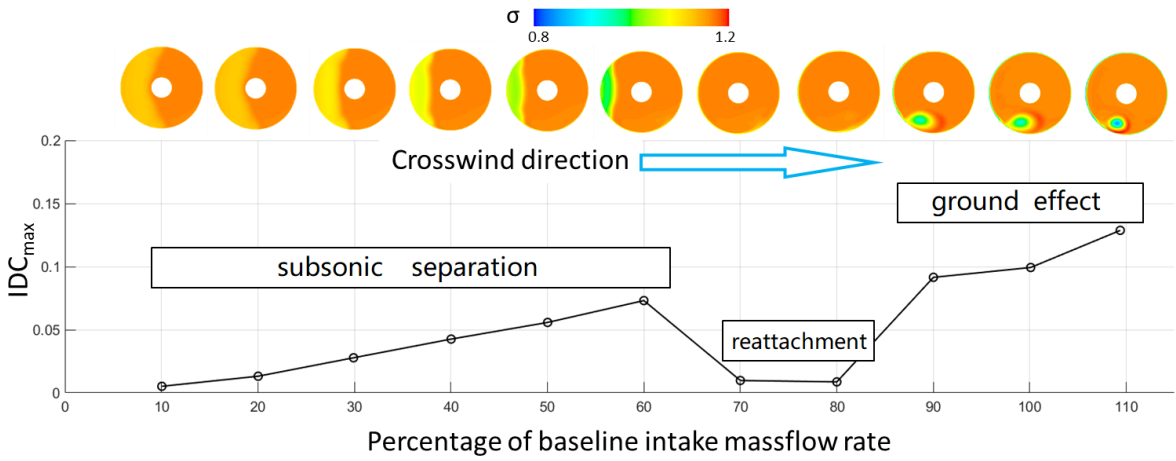 σ
0.8 1.2
Crosswind direction
ground effect
subsonic separation
reattachment
IDCmax
0.2
0.15
0.1
0.05
0
0 10 20 30 40 50 60 70 80 90 100 110
Percentage of baseline intake massflow rate